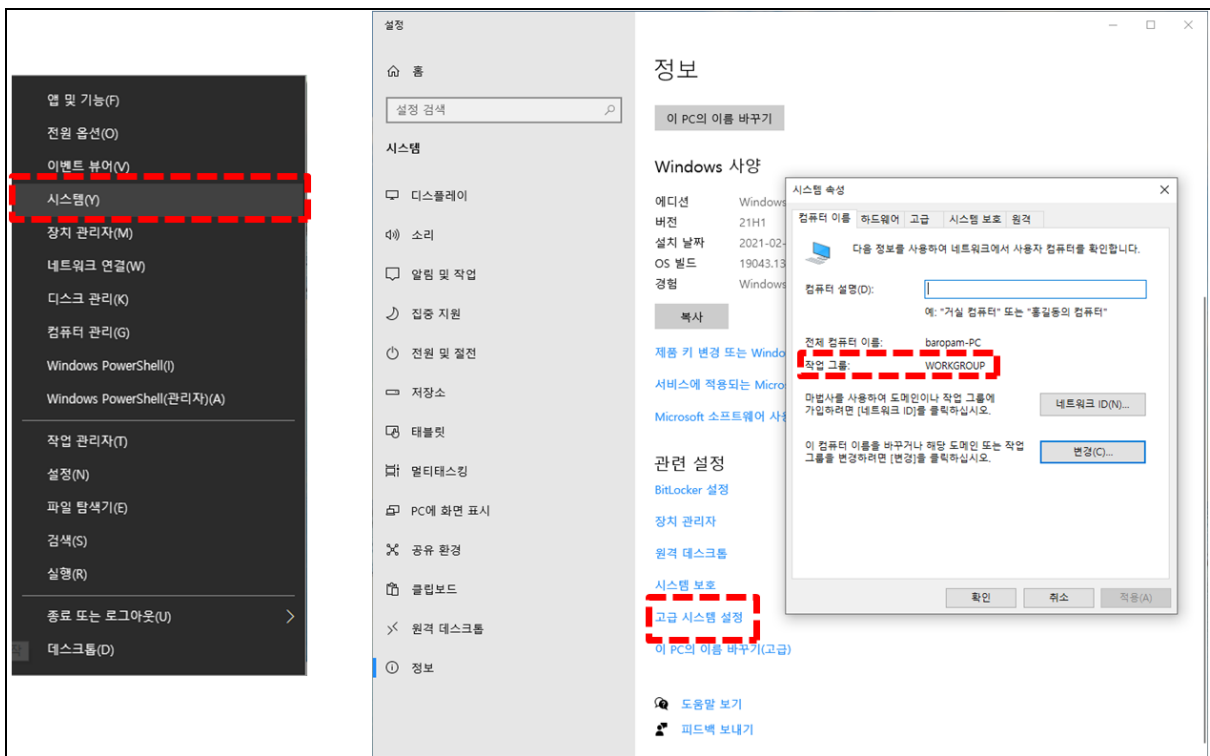 앱 및 기능(F)
전원 옵션(O)
이벤트 뷰어(V)
시스템(Y)
장치 관리자(M)
네트워크 연결(W)
디스크 관리(K)
컴퓨터 관리(G)
Windows PowerShell(I)
Windows PowerShell(관리자)(A)
작업 관리자(T)
설정(N)
파일 탐색기(E)
검색(S)
실행(R)
종료 또는 로그아웃(U)
데스크톱(D)
설정
홈
설정 검색
시스템
디스플레이
소리
알림 및 작업
집중 지원
전원 및 절전
저장소
태블릿
멀티태스킹
PC에 화면 표시
공유 환경
클립보드
원격 데스크톱
정보
정보
이 PC의 이름 바꾸기
Windows 사양
에디션 Windows
버전 21H1
설치 날짜 2021-02-
OS 빌드 19043.13
경험 Windows
복사
제품 키 변경 또는 Windo
서비스에 적용되는 Micro
Microsoft 소프트웨어 사
관련 설정
BitLocker 설정
장치 관리자
원격 데스크톱
시스템 보호
고급 시스템 설정
이 PC의 이름 바꾸기(고급)
도움말 보기
피드백 보내기
시스템 속성
컴퓨터 이름 하드웨어 고급 시스템 보호 원격
다음 정보를 사용하여 네트워크에서 사용자 컴퓨터를 확인합니다.
컴퓨터 설명(D):
예: "거실 컴퓨터" 또는 "홍길동의 컴퓨터"
전체 컴퓨터 이름: baropam-PC
작업 그룹: WORKGROUP
마법사를 사용하여 도메인이나 작업 그룹에
가입하려면 [네트워크 ID]를 클릭하십시오.
네트워크 ID(N)...
이 컴퓨터 이름을 바꾸거나 해당 도메인 또는 작업
그룹을 변경하려면 [변경]을 클릭하십시오.
변경(C)...
확인 취소 적용(A)